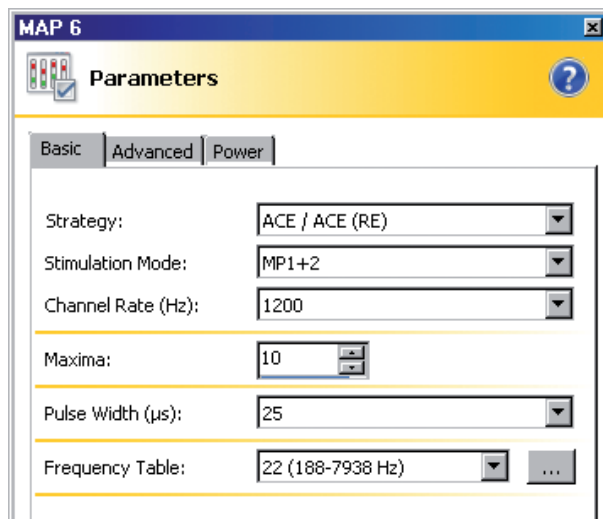 MAP 6
Parameters
Basic Advanced Power
Strategy: ACE / ACE (RE)
Stimulation Mode: MP1+2
Channel Rate (Hz): 1200
Maxima: 10
Pulse Width (µs): 25
Frequency Table: 22 (188-7938 Hz) ...